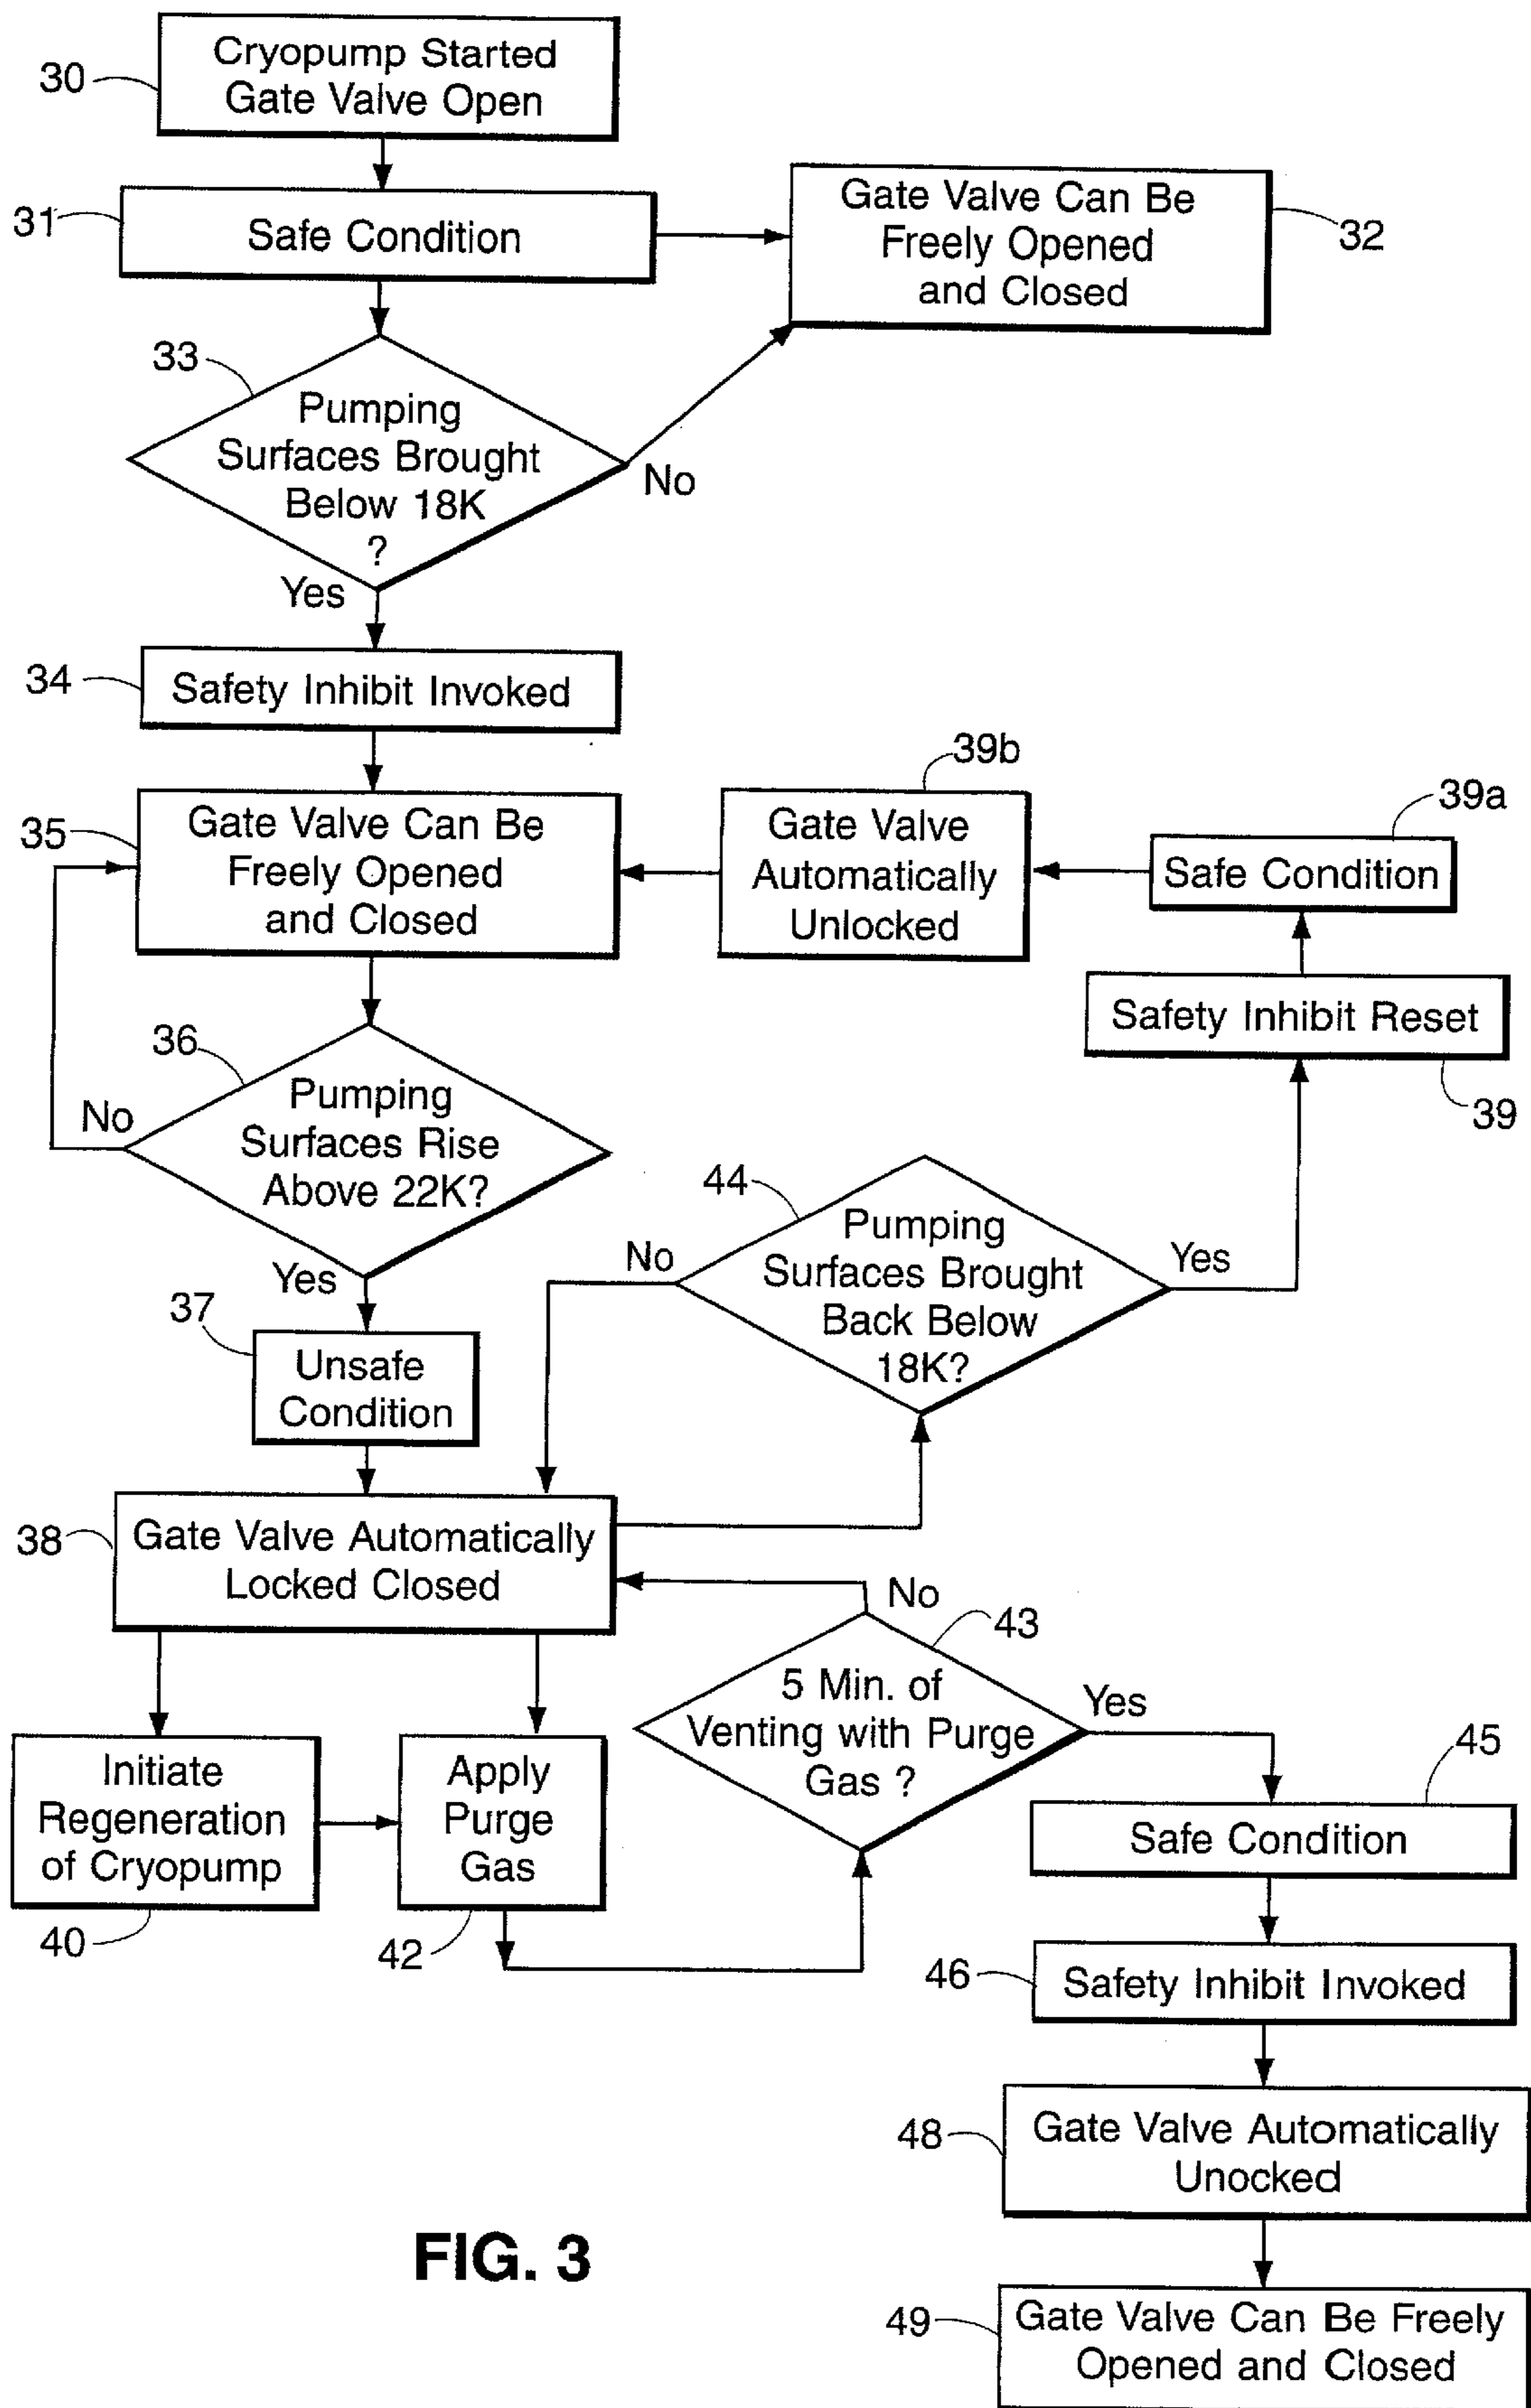 30
Cryopump Started
Gate Valve Open
31
Safe Condition
Gate Valve Can Be
Freely Opened
and Closed
32
33
Pumping
Surfaces Brought
Below 18K
?
No
Yes
34
Safety Inhibit Invoked
35
Gate Valve Can Be
Freely Opened
and Closed
39b
Gate Valve
Automatically
Unlocked
39a
Safe Condition
Safety Inhibit Reset
39
36
No
Pumping
Surfaces Rise
Above 22K?
Yes
44
No
Pumping
Surfaces Brought
Back Below
18K?
Yes
37
Unsafe
Condition
38
Gate Valve Automatically
Locked Closed
No
43
5 Min. of
Venting with Purge
Gas ?
Yes
Initiate
Regeneration
of Cryopump
40
Apply
Purge
Gas
42
45
Safe Condition
46
Safety Inhibit Invoked
48
Gate Valve Automatically
Unocked
49
Gate Valve Can Be Freely
Opened and Closed
FIG. 3